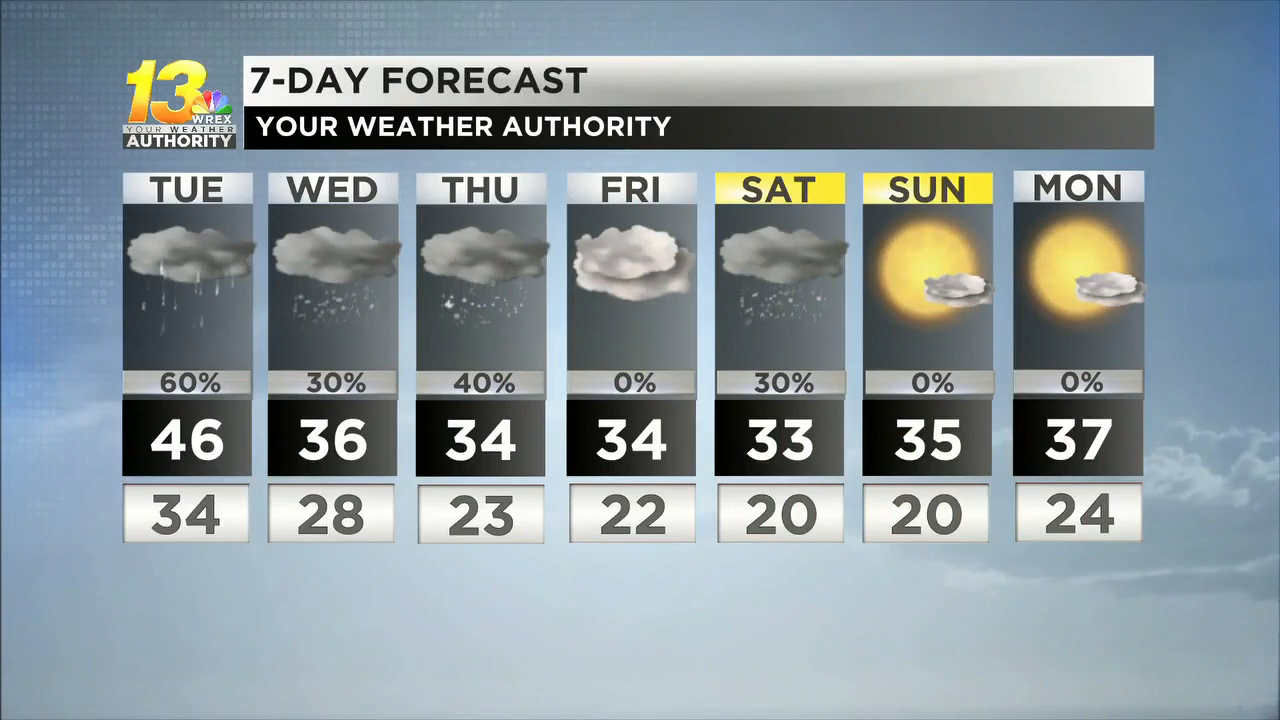 13
WREX
YOUR WEATHER
AUTHORITY
7-DAY FORECAST
YOUR WEATHER AUTHORITY
TUE WED THU FRI SAT SUN MON
60% 30% 40% 0% 30% 0% 0%
46 36 34 34 33 35 37
34 28 23 22 20 20 24